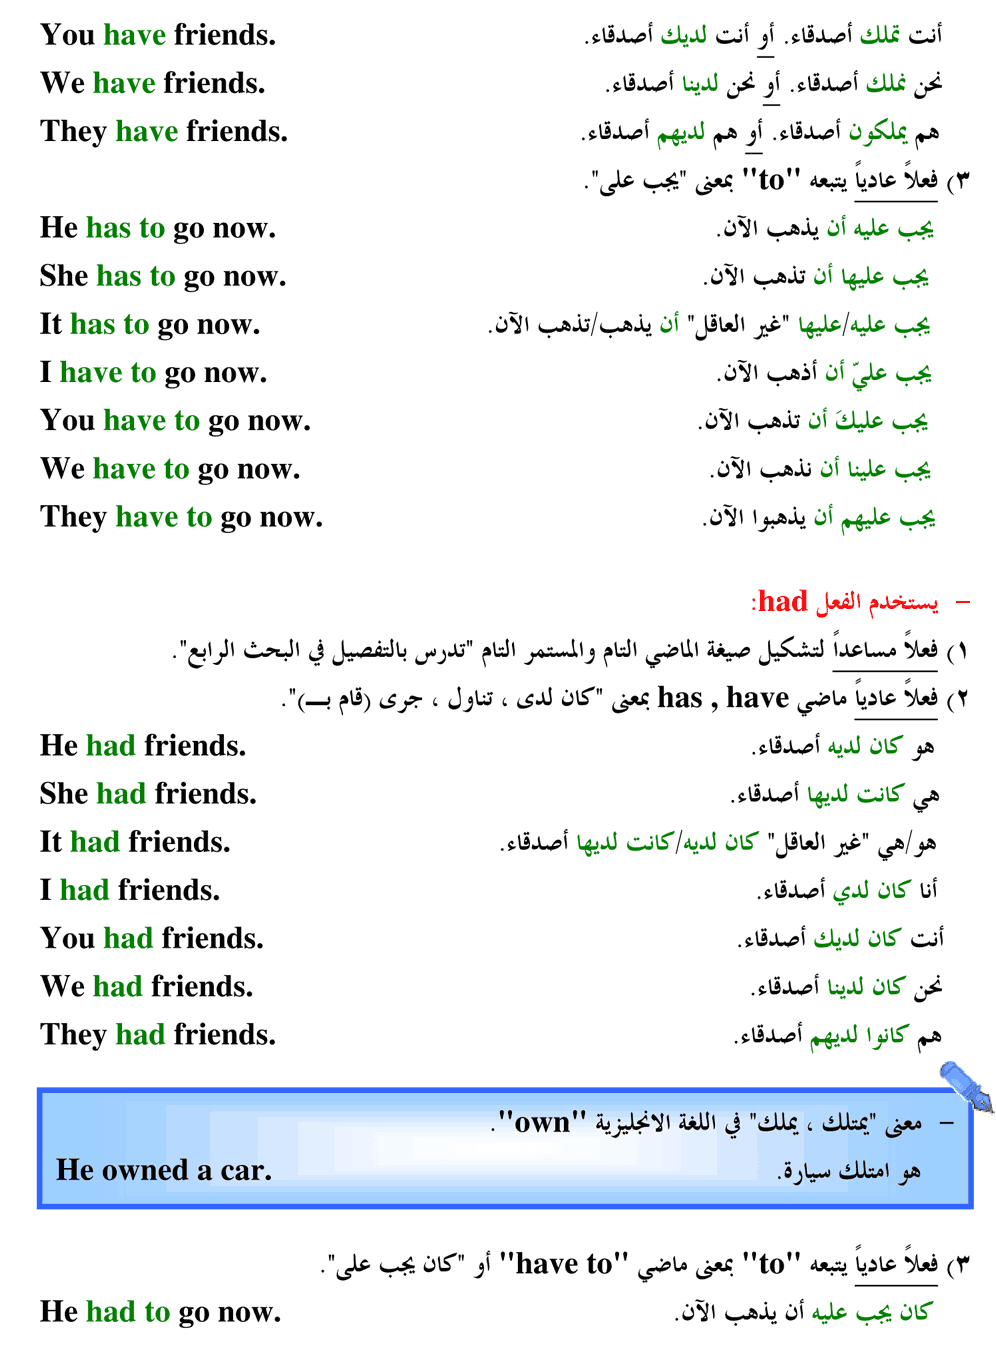 You have friends. أنت تملك أصدقاء. أو أنت لديك أصدقاء.
We have friends. نحن نملك أصدقاء. أو نحن لدينا أصدقاء.
They have friends. هم يملكون أصدقاء. أو هم لديهم أصدقاء.
٣) فعلاً عادياً يتبعه "to" بمعنى "يجب على".
He has to go now. يجب عليه أن يذهب الآن.
She has to go now. يجب عليها أن تذهب الآن.
It has to go now. يجب عليه/عليها "غير العاقل" أن يذهب/تذهب الآن.
I have to go now. يجب عليّ أن أذهب الآن.
You have to go now. يجب عليكَ أن تذهب الآن.
We have to go now. يجب علينا أن نذهب الآن.
They have to go now. يجب عليهم أن يذهبوا الآن.
– يستخدم الفعل had:
١) فعلاً مساعداً لتشكيل صيغة الماضي التام والمستمر التام "تدرس بالتفصيل في البحث الرابع".
٢) فعلاً عادياً ماضي has , have بمعنى "كان لدى ، تناول ، جرى (قام بـــ)".
He had friends. هو كان لديه أصدقاء.
She had friends. هي كانت لديها أصدقاء.
It had friends. هو/هي "غير العاقل" كان لديه/كانت لديها أصدقاء.
I had friends. أنا كان لدي أصدقاء.
You had friends. أنت كان لديك أصدقاء.
We had friends. نحن كان لدينا أصدقاء.
They had friends. هم كانوا لديهم أصدقاء.
– معنى "يمتلك ، يملك" في اللغة الانجليزية "own".
He owned a car. هو امتلك سيارة.
٣) فعلاً عادياً يتبعه "to" بمعنى ماضي "have to" أو "كان يجب على".
He had to go now. كان يجب عليه أن يذهب الآن.